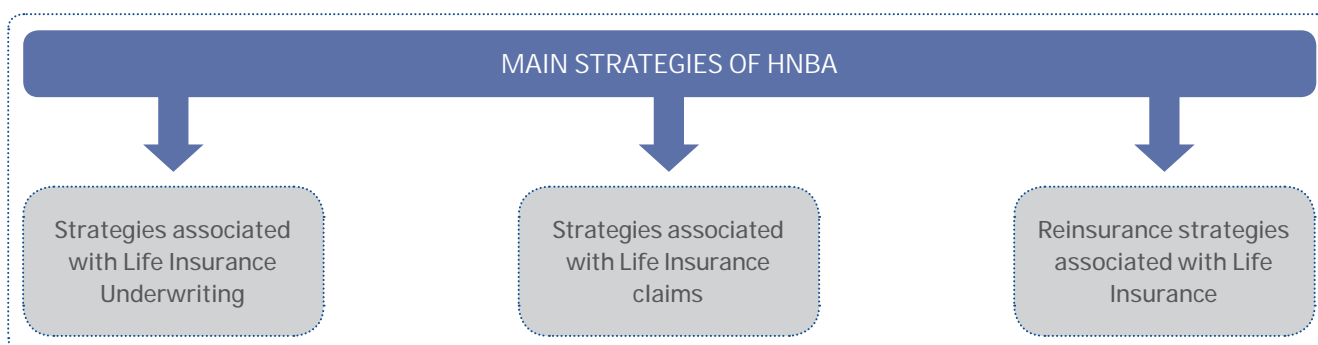 MAIN STRATEGIES OF HNBA
Strategies associated
with Life Insurance
Underwriting
Strategies associated
with Life Insurance
claims
Reinsurance strategies
associated with Life
Insurance